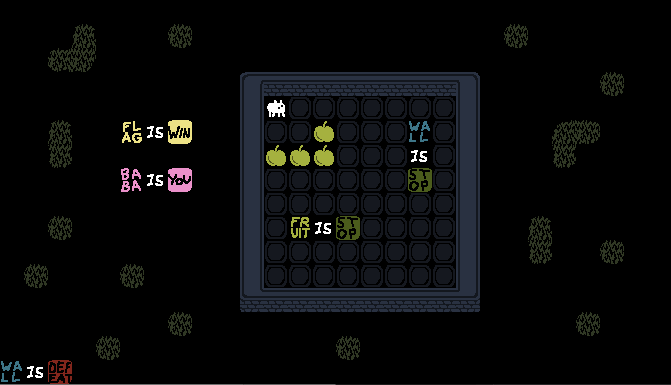 FLAG IS WIN
WALL
IS
STOP
BABA IS YOU
FRUIT IS STOP
WALL IS DEFEAT